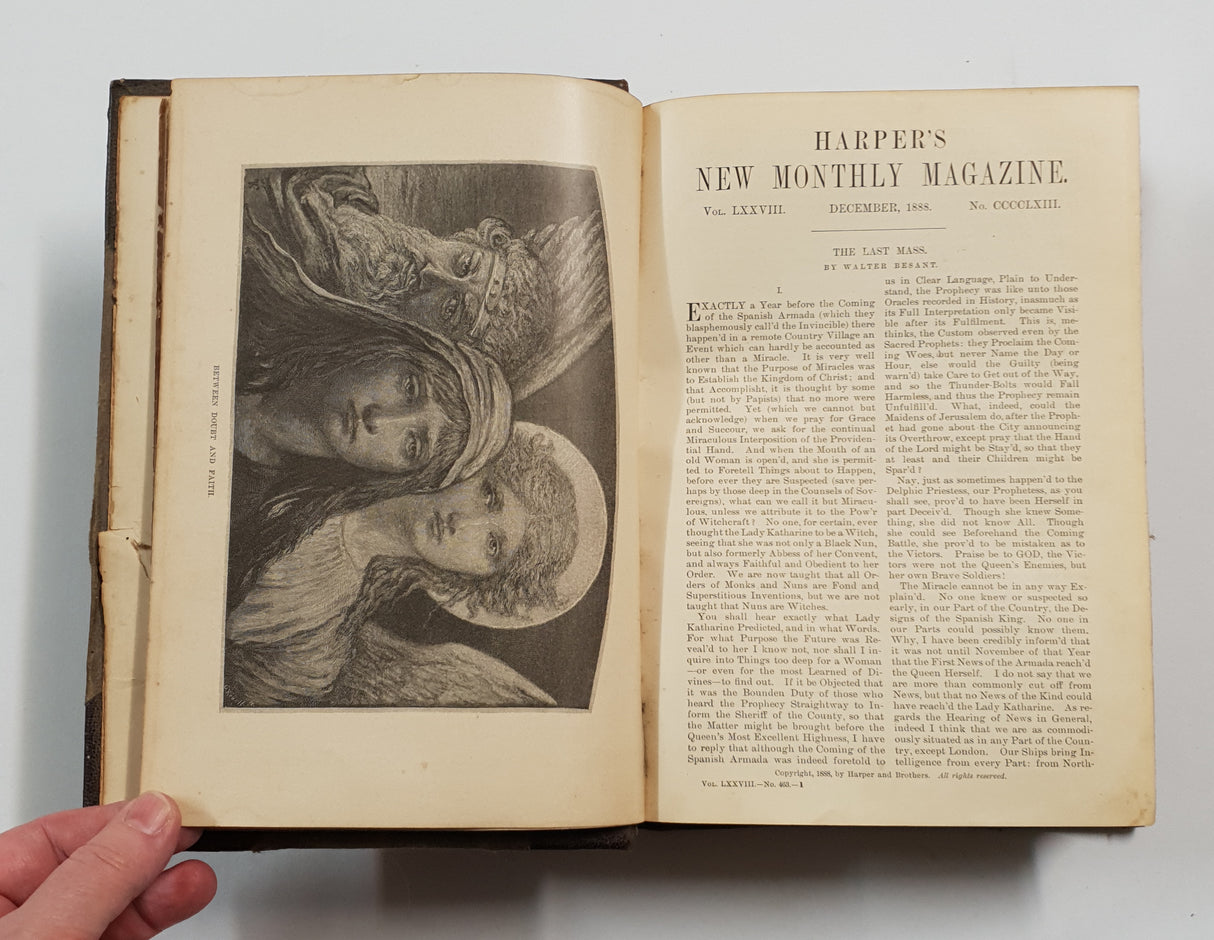 BETWEEN DOUBT AND FAITH.
HARPER'S
NEW MONTHLY MAGAZINE.
VOL. LXXVIII. DECEMBER, 1888. No. CCCCLXIII.
THE LAST MASS.
BY WALTER BESANT.
I.
EXACTLY a Year before the Coming
of the Spanish Armada (which they
blasphemously call'd the Invincible) there
happen'd in a remote Country Village an
Event which can hardly be accounted as
other than a Miracle. It is very well
known that the Purpose of Miracles was
to Establish the Kingdom of Christ; and
that Accomplisht, it is thought by some
(but not by Papists) that no more were
permitted. Yet (which we cannot but
acknowledge) when we pray for Grace
and Succour, we ask for the continual
Miraculous Interposition of the Providen-
tial Hand. And when the Mouth of an
old Woman is open'd, and she is permit-
ted to Foretell Things about to Happen,
before ever they are Suspected (save per-
haps by those deep in the Counsels of Sov-
ereigns), what can we call it but Miracu-
lous, unless we attribute it to the Pow'r
of Witchcraft? No one, for certain, ever
thought the Lady Katharine to be a Witch,
seeing that she was not only a Black Nun,
but also formerly Abbess of her Convent,
and always Faithful and Obedient to her
Order. We are now taught that all Or-
ders of Monks and Nuns are Fond and
Superstitious Inventions, but we are not
taught that Nuns are Witches.
You shall hear exactly what Lady
Katharine Predicted, and in what Words.
For what Purpose the Future was Re-
veal'd to her I know not, nor shall I in-
quire into Things too deep for a Woman
—or even for the most Learned of Di-
vines—to find out. If it be Objected that
it was the Bounden Duty of those who
heard the Prophecy Straightway to In-
form the Sheriff of the County, so that
the Matter might be brought before the
Queen's Most Excellent Highness, I have
to reply that although the Coming of the
Spanish Armada was indeed foretold to
us in Clear Language, Plain to Under-
stand, the Prophecy was like unto those
Oracles recorded in History, inasmuch as
its Full Interpretation only became Visi-
ble after its Fulfilment. This is, me-
thinks, the Custom observed even by the
Sacred Prophets: they Proclaim the Com-
ing Woes, but never Name the Day or
Hour, else would the Guilty (being
warn'd) take Care to Get out of the Way,
and so the Thunder-Bolts would Fall
Harmless, and thus the Prophecy remain
Unfulfill'd. What, indeed, could the
Maidens of Jerusalem do, after the Proph-
et had gone about the City announcing
its Overthrow, except pray that the Hand
of the Lord might be Stay'd, so that they
at least and their Children might be
Spar'd?
Nay, just as sometimes happen'd to the
Delphic Priestess, our Prophetess, as you
shall see, prov'd to have been Herself in
part Deceiv'd. Though she knew Some-
thing, she did not know All. Though
she could see Beforehand the Coming
Battle, she prov'd to be mistaken as to
the Victors. Praise be to GOD, the Vic-
tors were not the Queen's Enemies, but
her own Brave Soldiers!
The Miracle cannot be in any way Ex-
plain'd. No one knew or suspected so
early, in our Part of the Country, the De-
signs of the Spanish King. No one in
our Parts could possibly know them.
Why, I have been credibly inform'd that
it was not until November of that Year
that the First News of the Armada reach'd
the Queen Herself. I do not say that we
are more than commonly cut off from
News, but that no News of the Kind could
have reach'd the Lady Katharine. As re-
gards the Hearing of News in General,
indeed I think that we are as commodi-
ously situated as in any Part of the Coun-
try, except London. Our Ships bring In-
telligence from every Part: from North-
Copyright, 1888, by Harper and Brothers. All rights reserved.
VOL. LXXVIII.—No. 463.—1